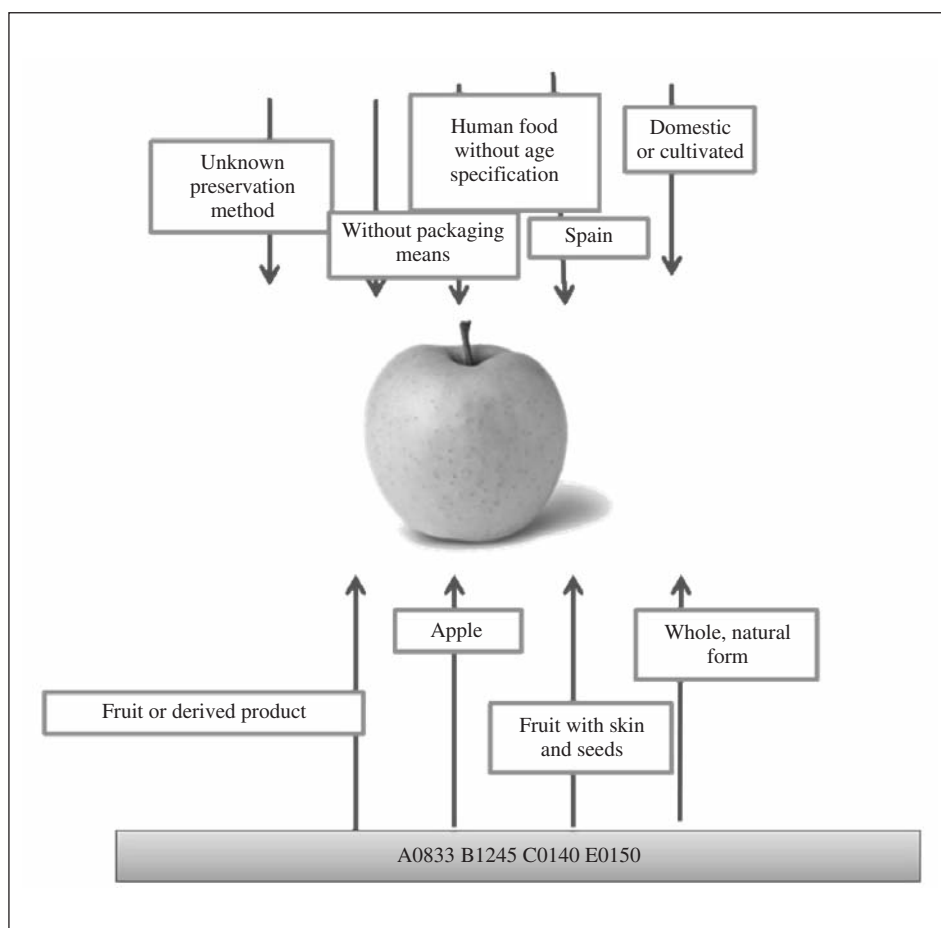 Unknown
preservation
method
Without packaging
means
Human food
without age
specification
Spain
Domestic
or cultivated
Fruit or derived product
Apple
Fruit with skin
and seeds
Whole, natural
form
A0833 B1245 C0140 E0150